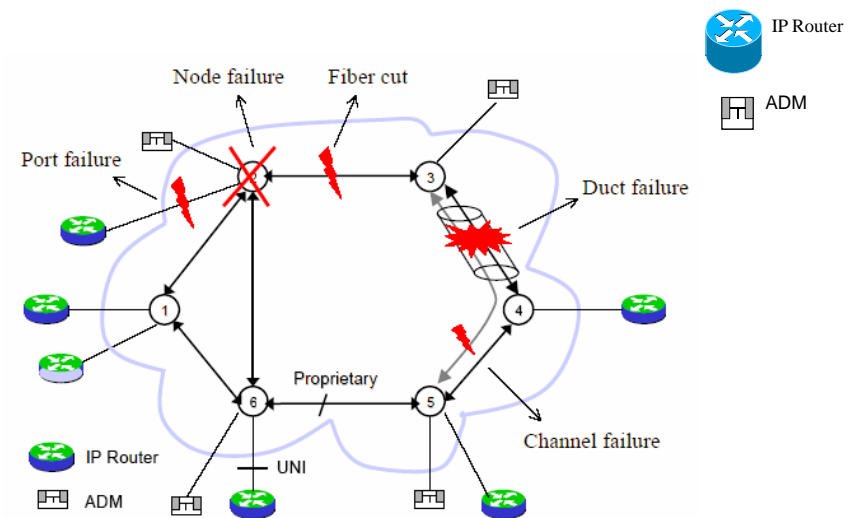 IP Router
ADM
Node failure
Fiber cut
Port failure
3
Duct failure
1
4
Proprietary
6
5
Channel failure
IP Router
UNI
ADM